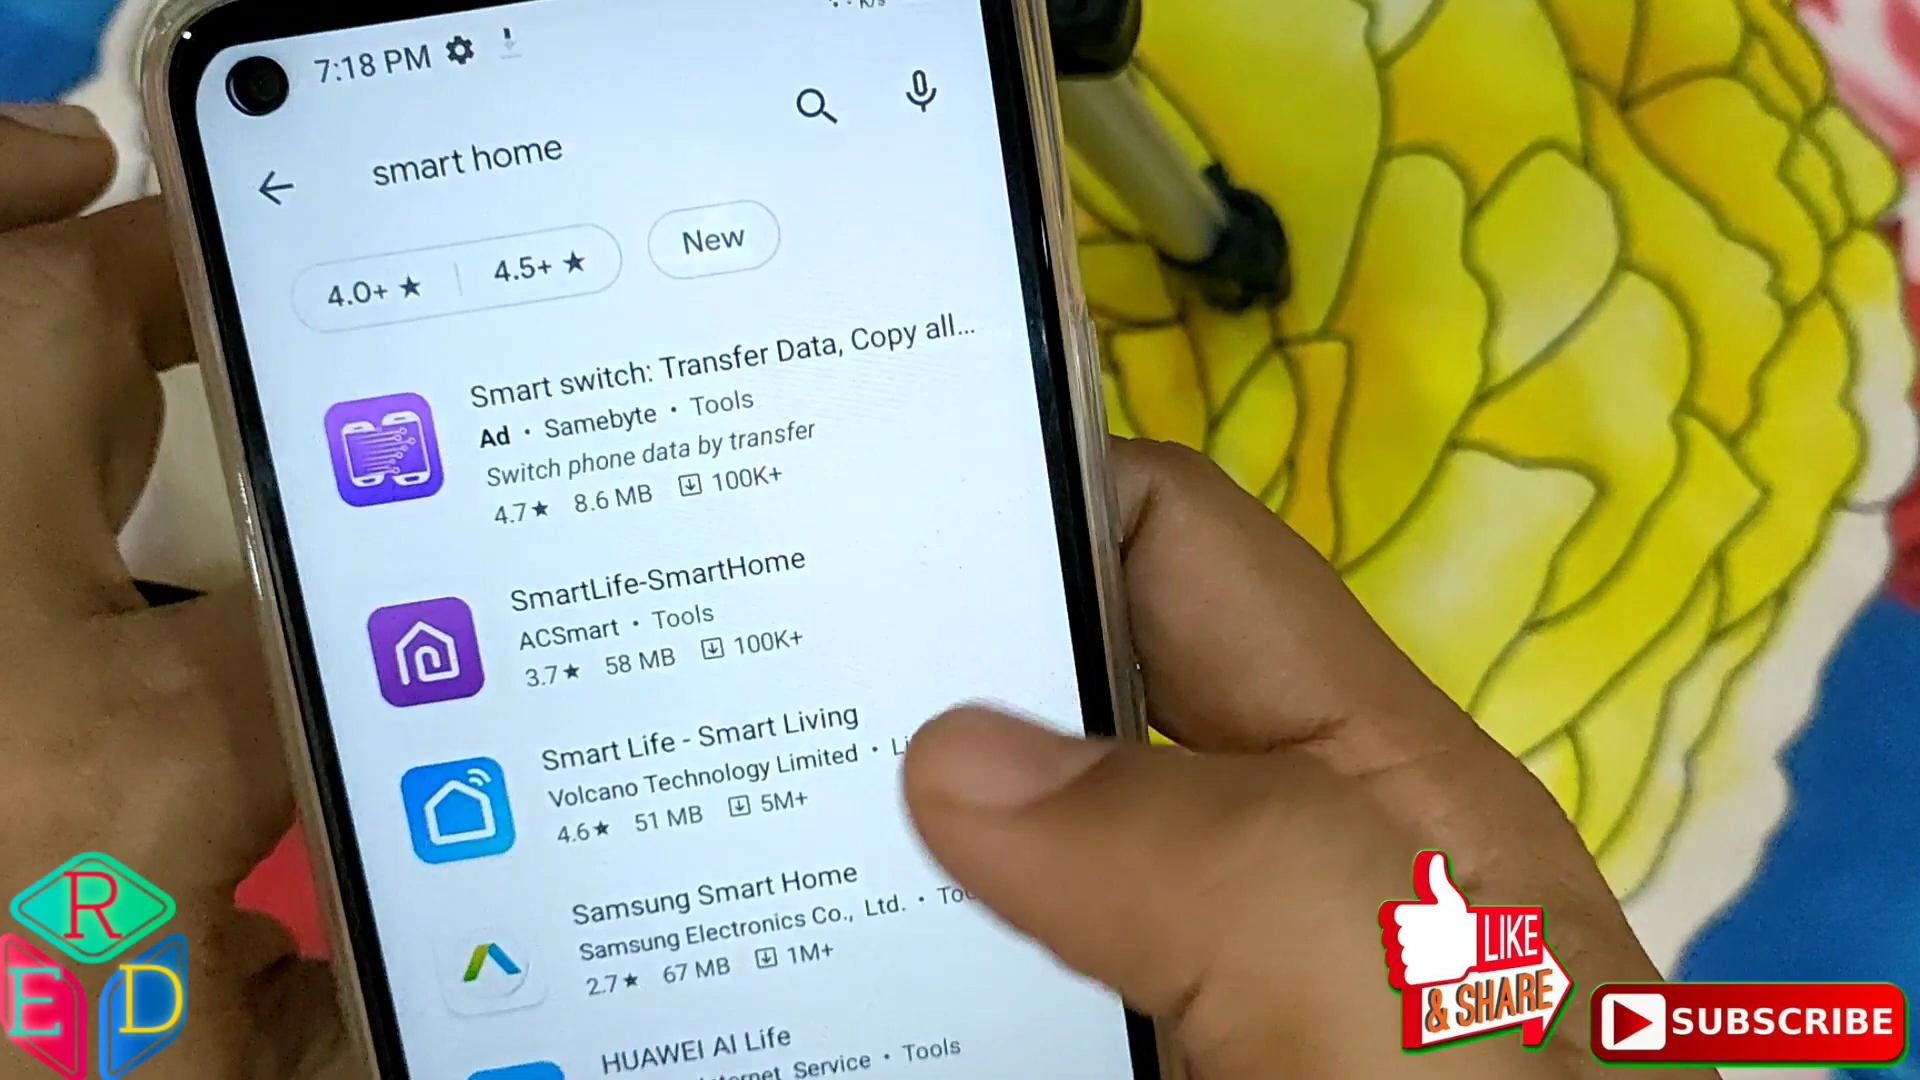 7:18 PM
smart home
4.0+ ★ 4.5+ ★ New
Smart switch: Transfer Data, Copy all...
Ad • Samebyte • Tools
Switch phone data by transfer
4.7★ 8.6 MB 100K+
SmartLife-SmartHome
ACSmart • Tools
3.7★ 58 MB 100K+
Smart Life - Smart Living
Volcano Technology Limited •
4.6★ 51 MB 5M+
Samsung Smart Home
Samsung Electronics Co., Ltd. •
2.7★ 67 MB 1M+
HUAWEI AI Life
Service • Tools
R
E D
LIKE
& SHARE
SUBSCRIBE